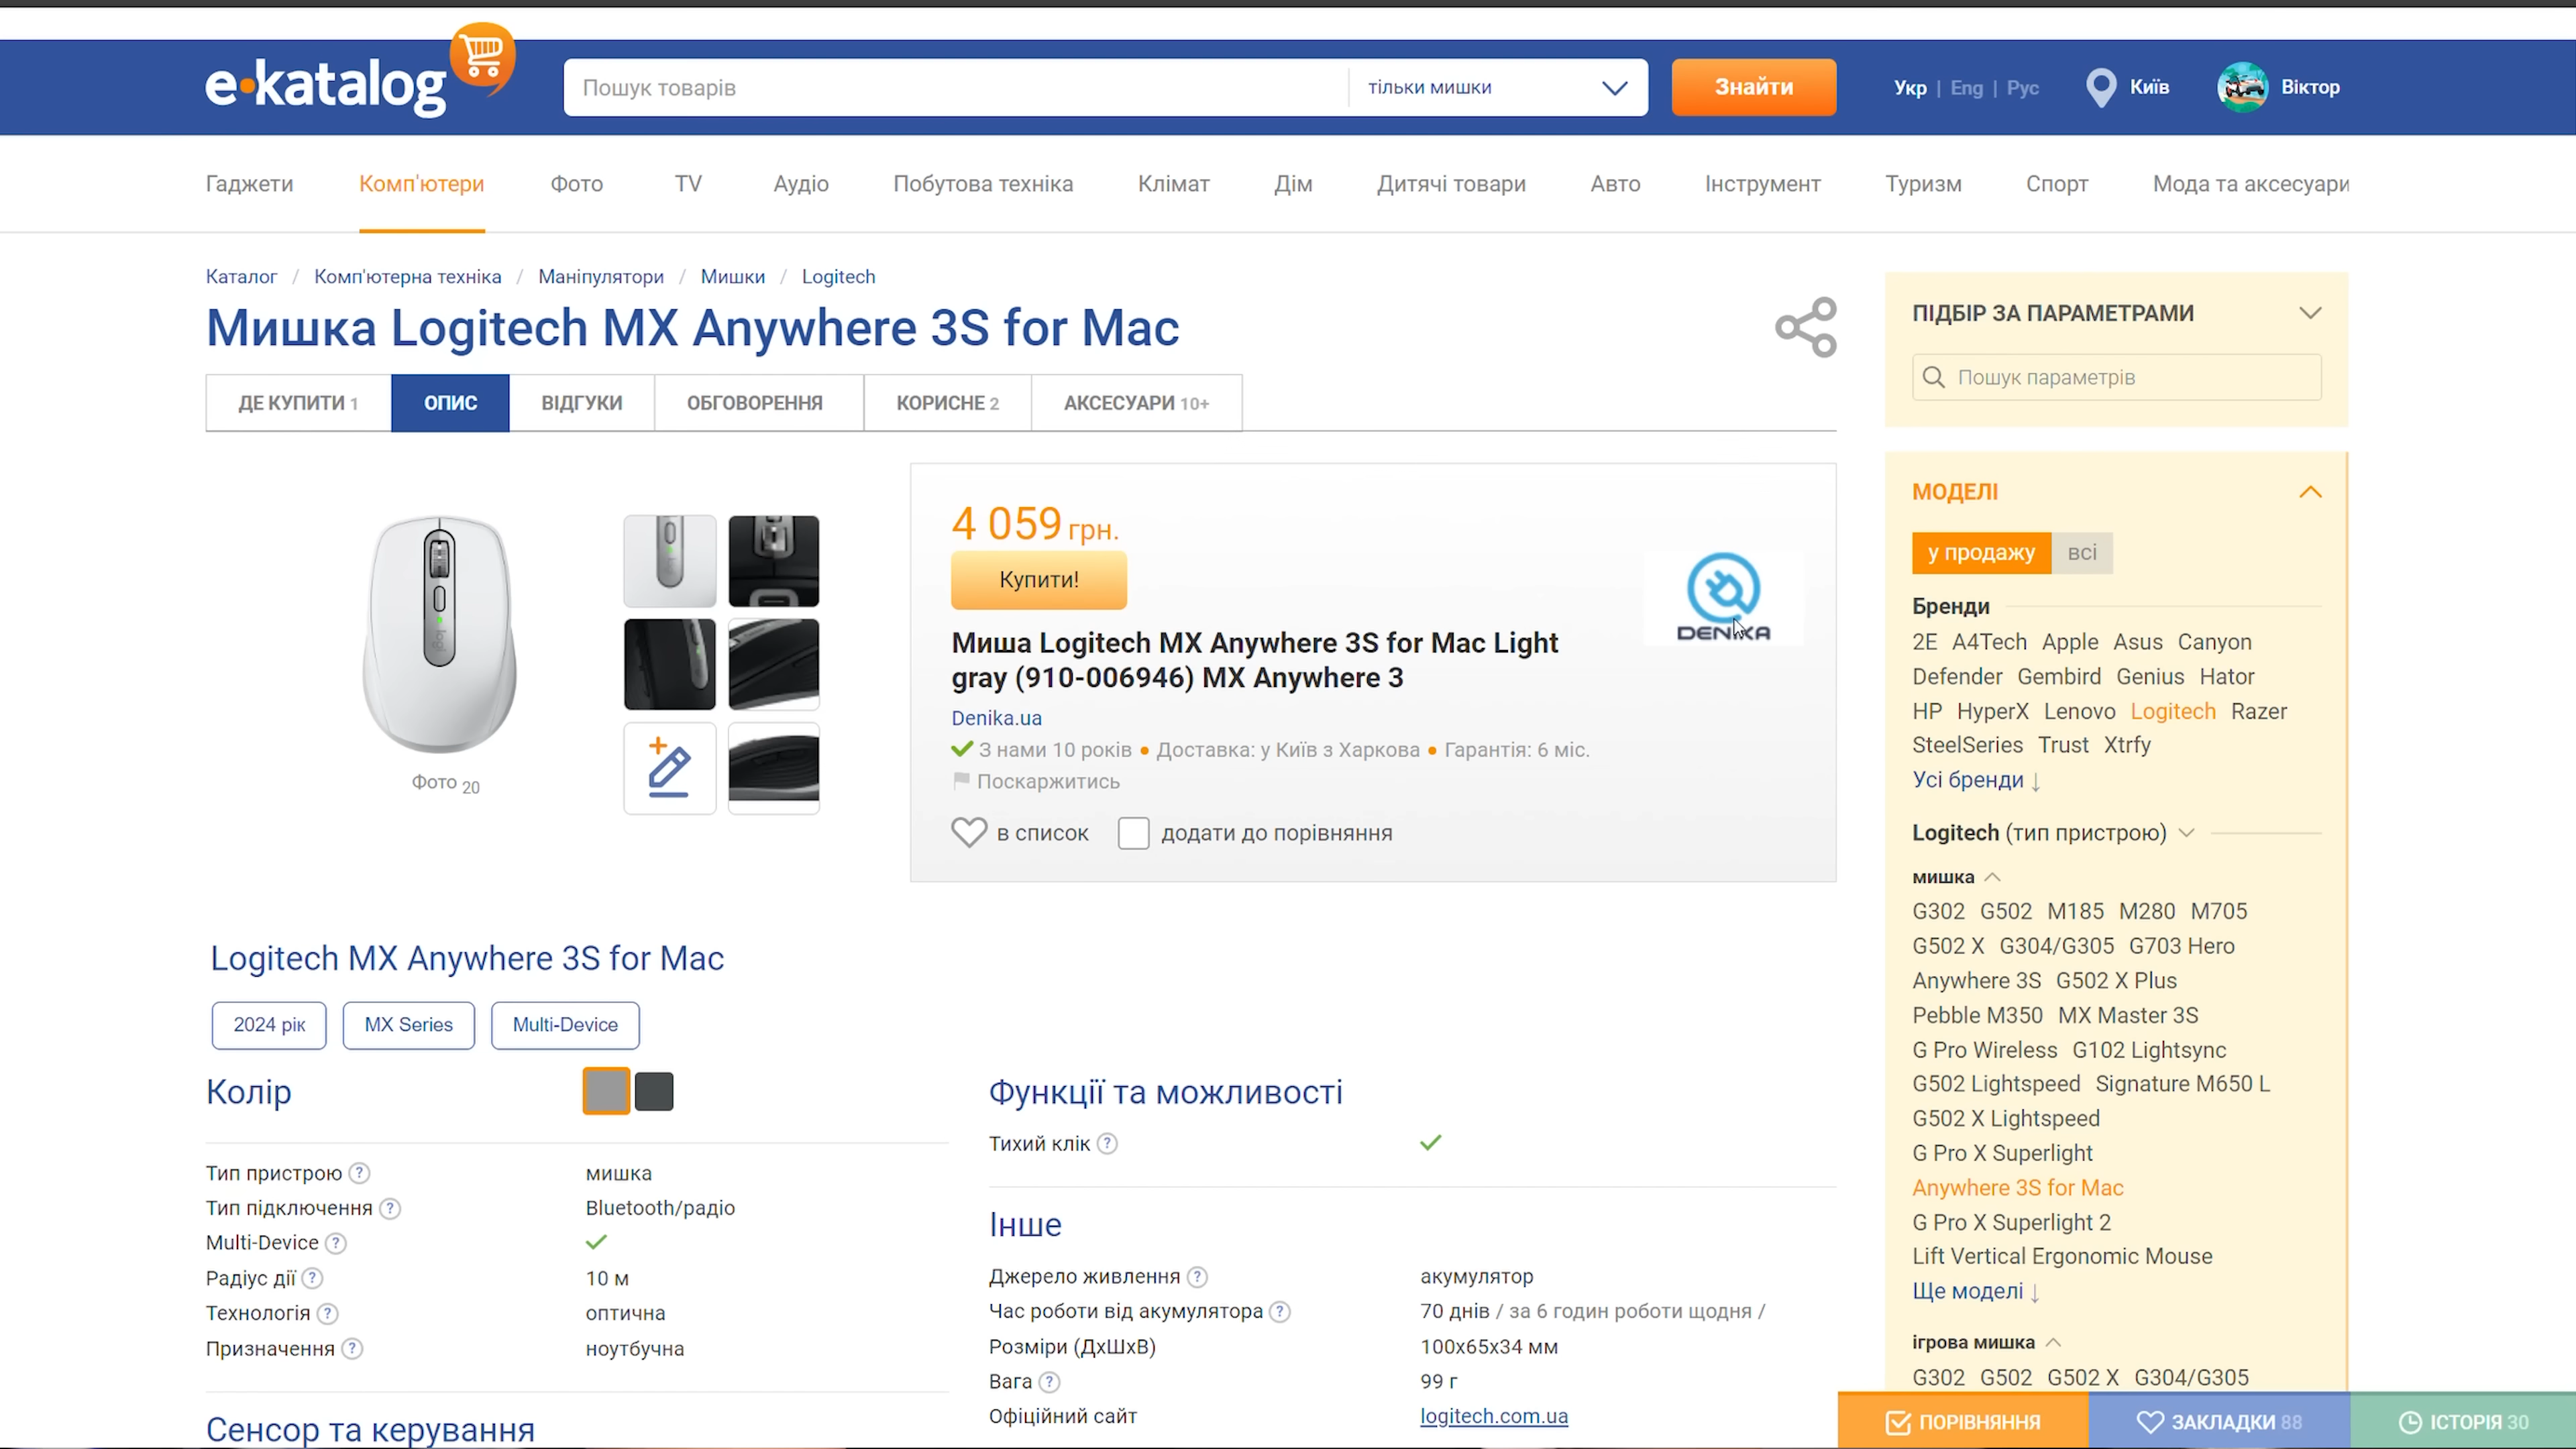 e·katalog
Пошук товарів
тільки мишки
Знайти
Укр | Eng | Рус
Київ
Віктор
Гаджети
Комп'ютери
Фото
TV
Аудіо
Побутова техніка
Клімат
Дім
Дитячі товари
Авто
Інструмент
Туризм
Спорт
Мода та аксесуари
Каталог / Комп'ютерна техніка / Маніпулятори / Мишки / Logitech
Мишка Logitech MX Anywhere 3S for Mac
ДЕ КУПИТИ 1
ОПИС
ВІДГУКИ
ОБГОВОРЕННЯ
КОРИСНЕ 2
АКСЕСУАРИ 10+
Фото 20
4 059 грн.
Купити!
DENIKA
Миша Logitech MX Anywhere 3S for Mac Light
gray (910-006946) MX Anywhere 3
Denika.ua
З нами 10 років • Доставка: у Київ з Харкова • Гарантія: 6 міс.
Поскаржитись
в список
додати до порівняння
Logitech MX Anywhere 3S for Mac
2024 рік
MX Series
Multi-Device
Колір
Тип пристрою ? мишка
Тип підключення ? Bluetooth/радіо
Multi-Device ?
Радіус дії ? 10 м
Технологія ? оптична
Призначення ? ноутбучна
Сенсор та керування
Функції та можливості
Тихий клік ?
Інше
Джерело живлення ? акумулятор
Час роботи від акумулятора ? 70 днів / за 6 годин роботи щодня /
Розміри (ДхШхВ) 100x65x34 мм
Вага ? 99 г
Офіційний сайт logitech.com.ua
ПІДБІР ЗА ПАРАМЕТРАМИ
Пошук параметрів
МОДЕЛІ
у продажу
всі
Бренди
2E A4Tech Apple Asus Canyon
Defender Gembird Genius Hator
HP HyperX Lenovo Logitech Razer
SteelSeries Trust Xtrfy
Усі бренди ↓
Logitech (тип пристрою)
мишка
G302 G502 M185 M280 M705
G502 X G304/G305 G703 Hero
Anywhere 3S G502 X Plus
Pebble M350 MX Master 3S
G Pro Wireless G102 Lightsync
G502 Lightspeed Signature M650 L
G502 X Lightspeed
G Pro X Superlight
Anywhere 3S for Mac
G Pro X Superlight 2
Lift Vertical Ergonomic Mouse
Ще моделі ↓
ігрова мишка
G302 G502 G502 X G304/G305
ПОРІВНЯННЯ
ЗАКЛАДКИ 88
ІСТОРІЯ 30